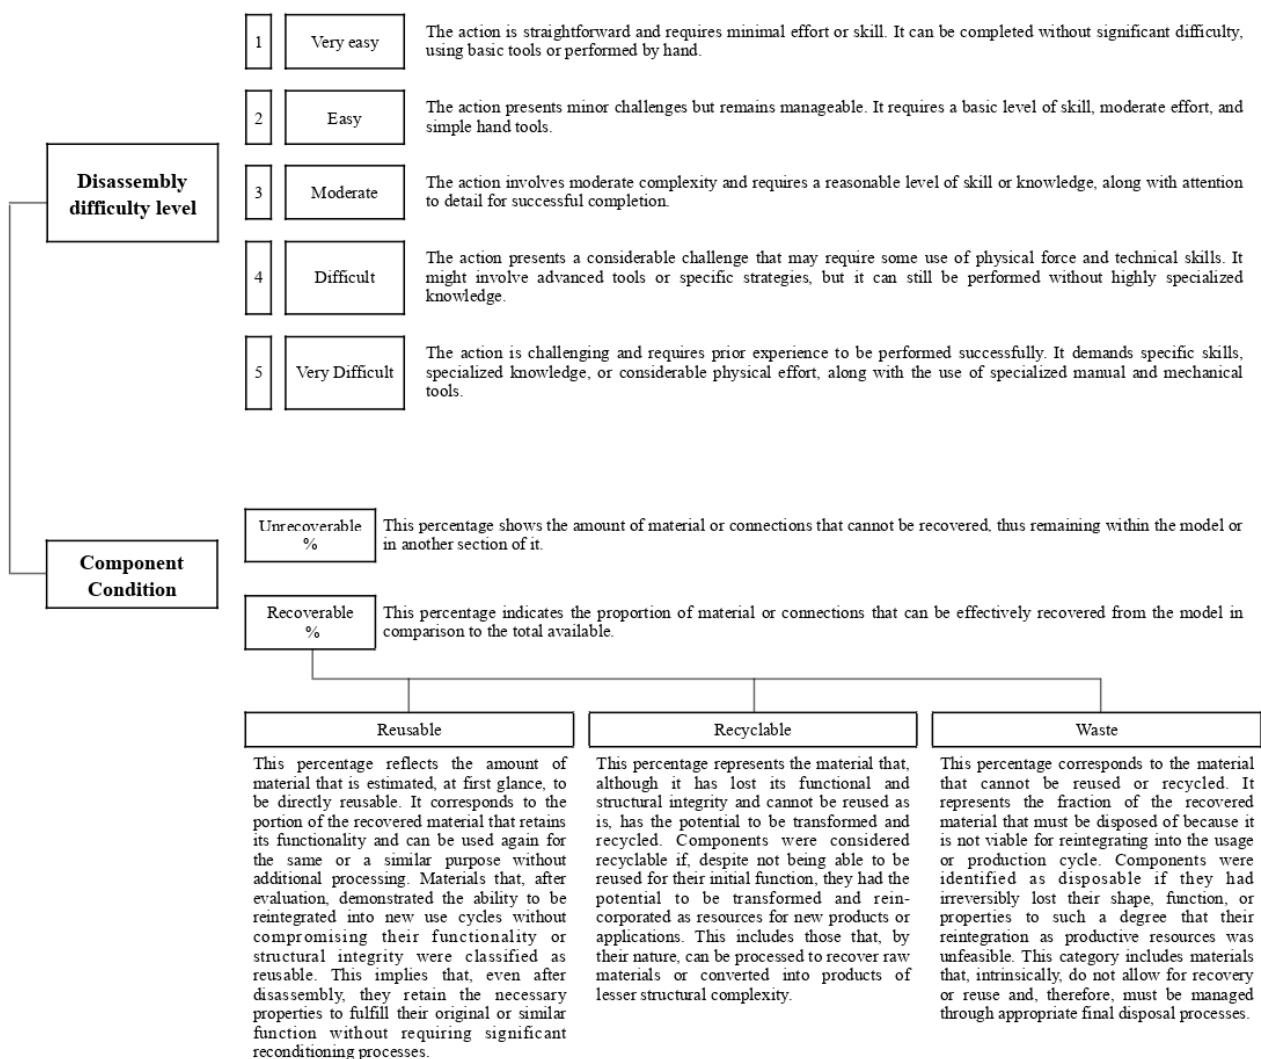 1
Very easy
The action is straightforward and requires minimal effort or skill. It can be completed without significant difficulty,
using basic tools or performed by hand.
2
Easy
The action presents minor challenges but remains manageable. It requires a basic level of skill, moderate effort, and
simple hand tools.
Disassembly
difficulty level
3
Moderate
The action involves moderate complexity and requires a reasonable level of skill or knowledge, along with attention
to detail for successful completion.
4
Difficult
The action presents a considerable challenge that may require some use of physical force and technical skills. It
might involve advanced tools or specific strategies, but it can still be performed without highly specialized
knowledge.
5
Very Difficult
The action is challenging and requires prior experience to be performed successfully. It demands specific skills,
specialized knowledge, or considerable physical effort, along with the use of specialized manual and mechanical
tools.
Component
Condition
Unrecoverable
%
This percentage shows the amount of material or connections that cannot be recovered, thus remaining within the model or
in another section of it.
Recoverable
%
This percentage indicates the proportion of material or connections that can be effectively recovered from the model in
comparison to the total available.
Reusable
This percentage reflects the amount of
material that is estimated, at first glance, to
be directly reusable. It corresponds to the
portion of the recovered material that retains
its functionality and can be used again for
the same or a similar purpose without
additional processing. Materials that, after
evaluation, demonstrated the ability to be
reintegrated into new use cycles without
compromising their functionality or
structural integrity were classified as
reusable. This implies that, even after
disassembly, they retain the necessary
properties to fulfill their original or similar
function without requiring significant
reconditioning processes.
Recyclable
This percentage represents the material that,
although it has lost its functional and
structural integrity and cannot be reused as
is, has the potential to be transformed and
recycled. Components were considered
recyclable if, despite not being able to be
reused for their initial function, they had the
potential to be transformed and rein-
corporated as resources for new products or
applications. This includes those that, by
their nature, can be processed to recover raw
materials or converted into products of
lesser structural complexity.
Waste
This percentage corresponds to the material
that cannot be reused or recycled. It
represents the fraction of the recovered
material that must be disposed of because it
is not viable for reintegrating into the usage
or production cycle. Components were
identified as disposable if they had
irreversibly lost their shape, function, or
properties to such a degree that their
reintegration as productive resources was
unfeasible. This category includes materials
that, intrinsically, do not allow for recovery
or reuse and, therefore, must be managed
through appropriate final disposal processes.